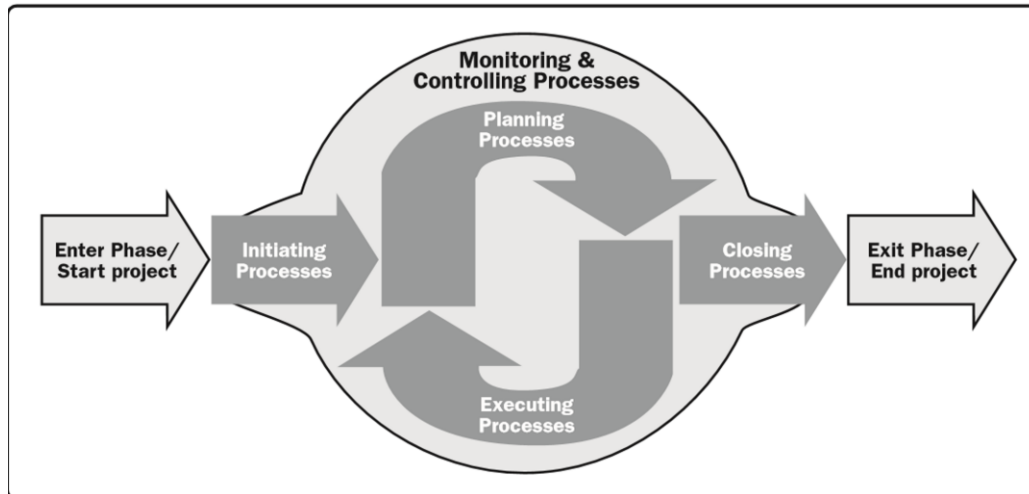 Monitoring &
Controlling Processes
Planning
Processes
Enter Phase/
Start project
Initiating
Processes
Closing
Processes
Exit Phase/
End project
Executing
Processes